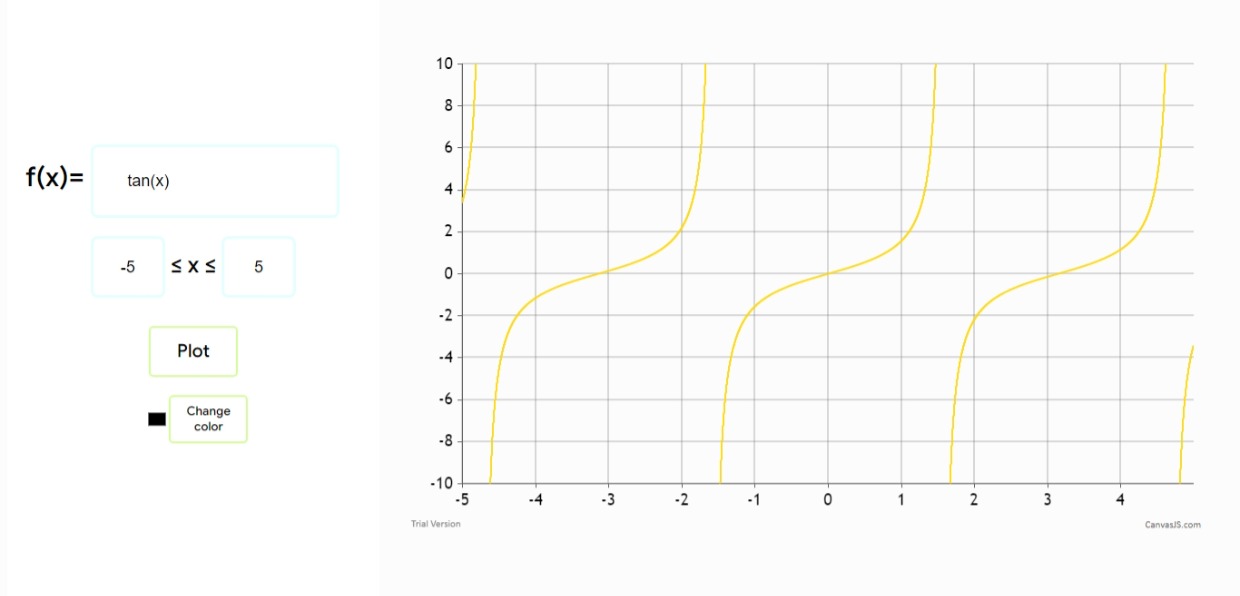 f(x)=
tan(x)
-5
≤ x ≤
5
Plot
Change
color
10
8
6
4
2
0
-2
-4
-6
-8
-10
-5 -4 -3 -2 -1 0 1 2 3 4
Trial Version
CanvasJS.com